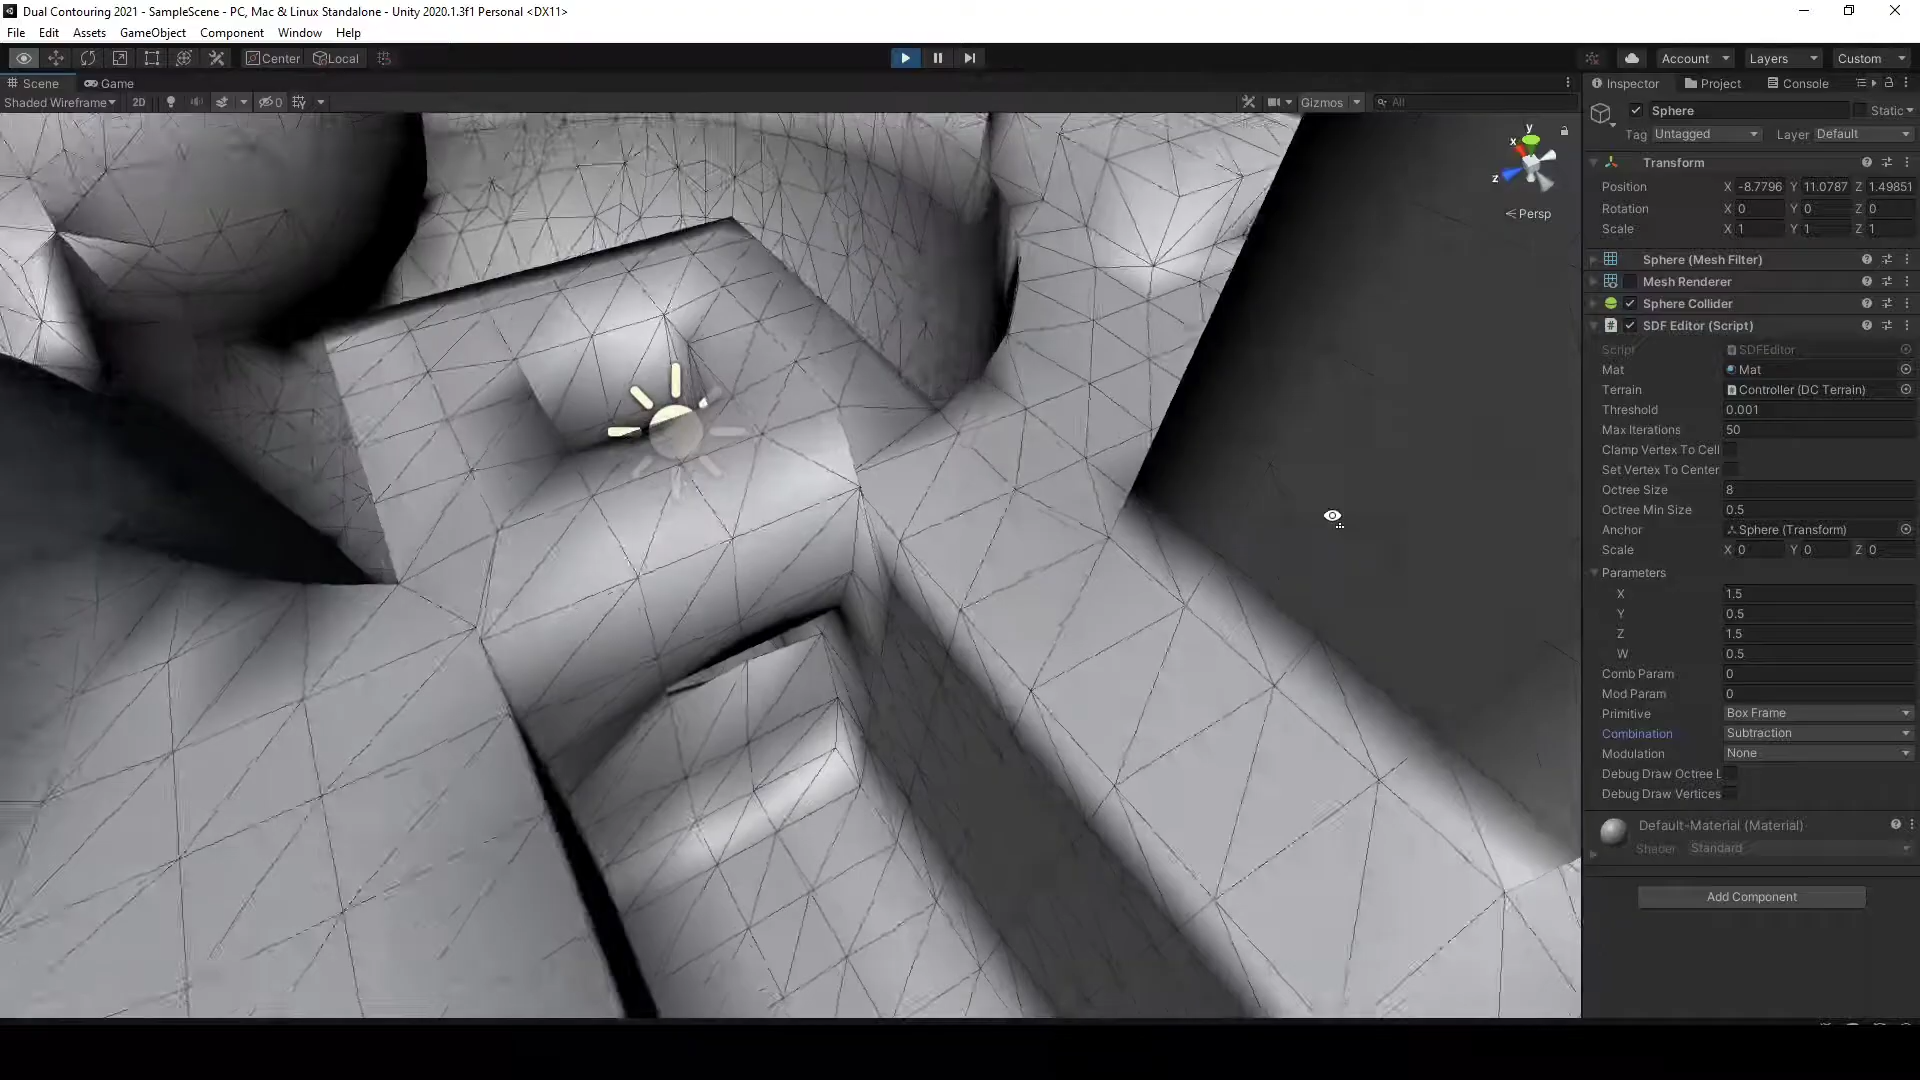 Dual Contouring 2021 - SampleScene - PC, Mac & Linux Standalone - Unity 2020.1.3f1 Personal <DX11>
File Edit Assets GameObject Component Window Help
Center Local Account Layers Custom
Scene Game Inspector Project Console
Shaded Wireframe 2D 0 Gizmos All
Sphere Static
Tag Untagged Layer Default
Transform
Position X -8.7796 Y 11.0787 Z 1.49851
Rotation X 0 Y 0 Z 0
Scale X 1 Y 1 Z 1
y
x
z
Persp
Sphere (Mesh Filter)
Mesh Renderer
Sphere Collider
# SDF Editor (Script)
Script SDFEditor
Mat Mat
Terrain Controller (DC Terrain)
Threshold 0.001
Max Iterations 50
Clamp Vertex To Cell
Set Vertex To Center
Octree Size 8
Octree Min Size 0.5
Anchor Sphere (Transform)
Scale X 0 Y 0 Z 0
Parameters
X 1.5
Y 0.5
Z 1.5
W 0.5
Comb Param 0
Mod Param 0
Primitive Box Frame
Combination Subtraction
Modulation None
Debug Draw Octree L
Debug Draw Vertices
Default-Material (Material)
Shader Standard
Add Component